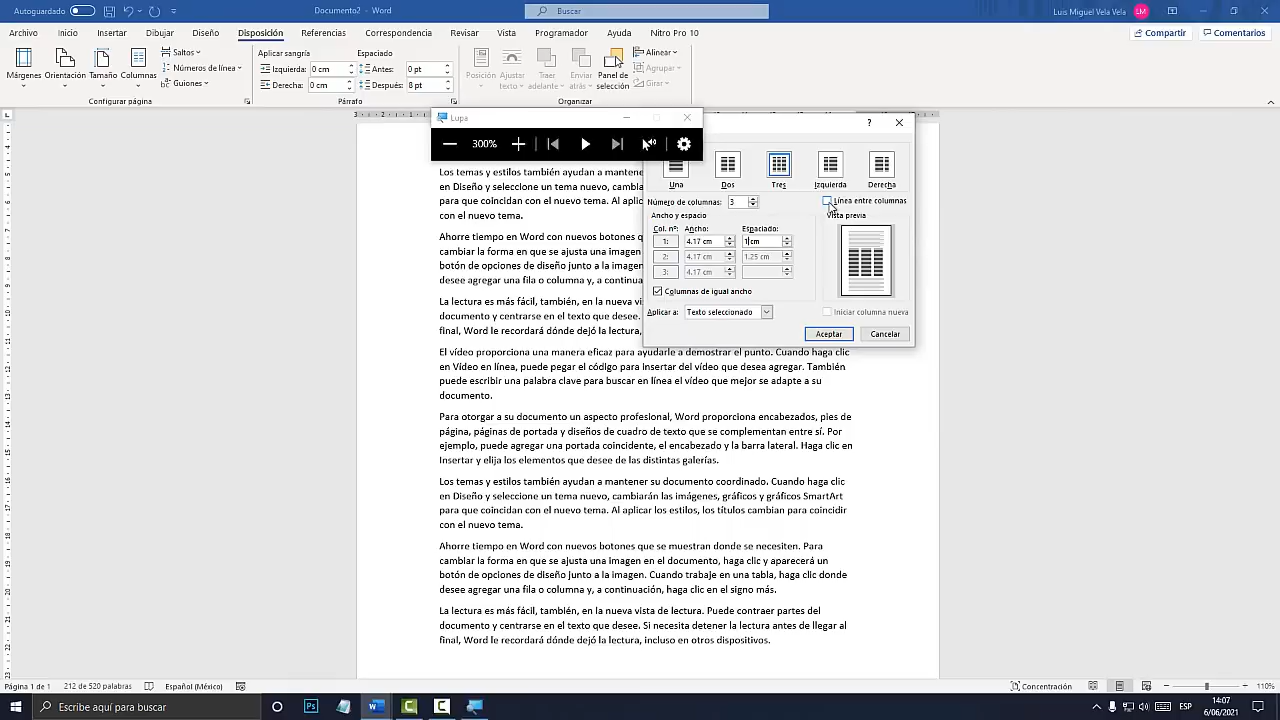 Autoguardado
Documento2 - Word
Buscar
Luis Miguel Vela Vela
LM
Archivo
Inicio
Insertar
Dibujar
Diseño
Disposición
Referencias
Correspondencia
Revisar
Vista
Programador
Ayuda
Nitro Pro 10
Compartir
Comentarios
Márgenes
Orientación
Tamaño
Columnas
Saltos
Números de línea
Guiones
Configurar página
Aplicar sangría
Izquierda: 0 cm
Derecha: 0 cm
Espaciado
Antes: 0 pt
Después: 8 pt
Párrafo
Posición
Ajustar texto
Traer adelante
Enviar atrás
Panel de selección
Alinear
Agrupar
Girar
Organizar
Lupa
300%
Una
Dos
Tres
Izquierda
Derecha
Número de columnas: 3
Línea entre columnas
Ancho y espacio
Vista previa
Col. nº: Ancho: Espaciado:
1: 4.17 cm 1 cm
2: 4.17 cm 1.25 cm
3: 4.17 cm
Columnas de igual ancho
Aplicar a: Texto seleccionado
Iniciar columna nueva
Aceptar
Cancelar
Los temas y estilos también ayudan a mantene
en Diseño y seleccione un tema nuevo, cambia
para que coincidan con el nuevo tema. Al aplic
con el nuevo tema.
Ahorre tiempo en Word con nuevos botones q
cambiar la forma en que se ajusta una imagen
botón de opciones de diseño junto a la imagen
desee agregar una fila o columna y, a continua
La lectura es más fácil, también, en la nueva vis
documento y centrarse en el texto que desee.
final, Word le recordará dónde dejó la lectura,
El vídeo proporciona una manera eficaz para ayudarle a demostrar el punto. Cuando haga clic
en Vídeo en línea, puede pegar el código para insertar del vídeo que desea agregar. También
puede escribir una palabra clave para buscar en línea el vídeo que mejor se adapte a su
documento.
Para otorgar a su documento un aspecto profesional, Word proporciona encabezados, pies de
página, páginas de portada y diseños de cuadro de texto que se complementan entre sí. Por
ejemplo, puede agregar una portada coincidente, el encabezado y la barra lateral. Haga clic en
Insertar y elija los elementos que desee de las distintas galerías.
Los temas y estilos también ayudan a mantener su documento coordinado. Cuando haga clic
en Diseño y seleccione un tema nuevo, cambiarán las imágenes, gráficos y gráficos SmartArt
para que coincidan con el nuevo tema. Al aplicar los estilos, los títulos cambian para coincidir
con el nuevo tema.
Ahorre tiempo en Word con nuevos botones que se muestran donde se necesiten. Para
cambiar la forma en que se ajusta una imagen en el documento, haga clic y aparecerá un
botón de opciones de diseño junto a la imagen. Cuando trabaje en una tabla, haga clic donde
desee agregar una fila o columna y, a continuación, haga clic en el signo más.
La lectura es más fácil, también, en la nueva vista de lectura. Puede contraer partes del
documento y centrarse en el texto que desee. Si necesita detener la lectura antes de llegar al
final, Word le recordará dónde dejó la lectura, incluso en otros dispositivos.
Página 1 de 1
212 de 520 palabras
Español (México)
Concentración
110%
Escribe aquí para buscar
ESP
14:07
6/06/2021